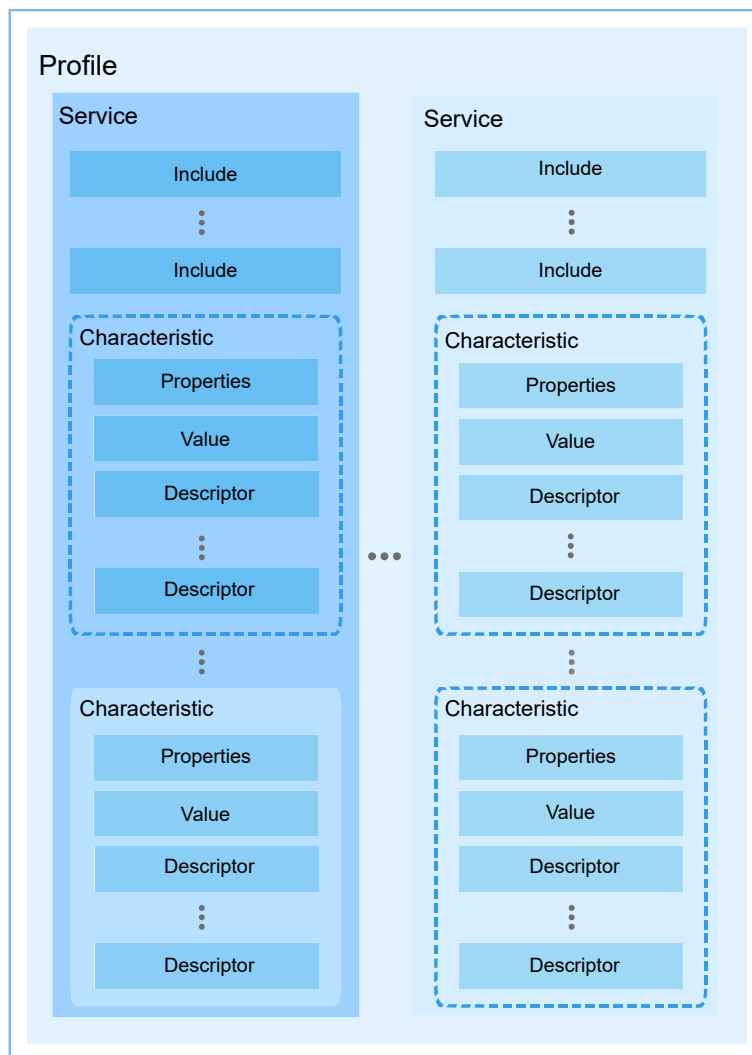 Profile
Service
Include
Include
Characteristic
Properties
Value
Descriptor
Descriptor
Characteristic
Properties
Value
Descriptor
Descriptor
Service
Include
Include
Characteristic
Properties
Value
Descriptor
Descriptor
Characteristic
Properties
Value
Descriptor
Descriptor